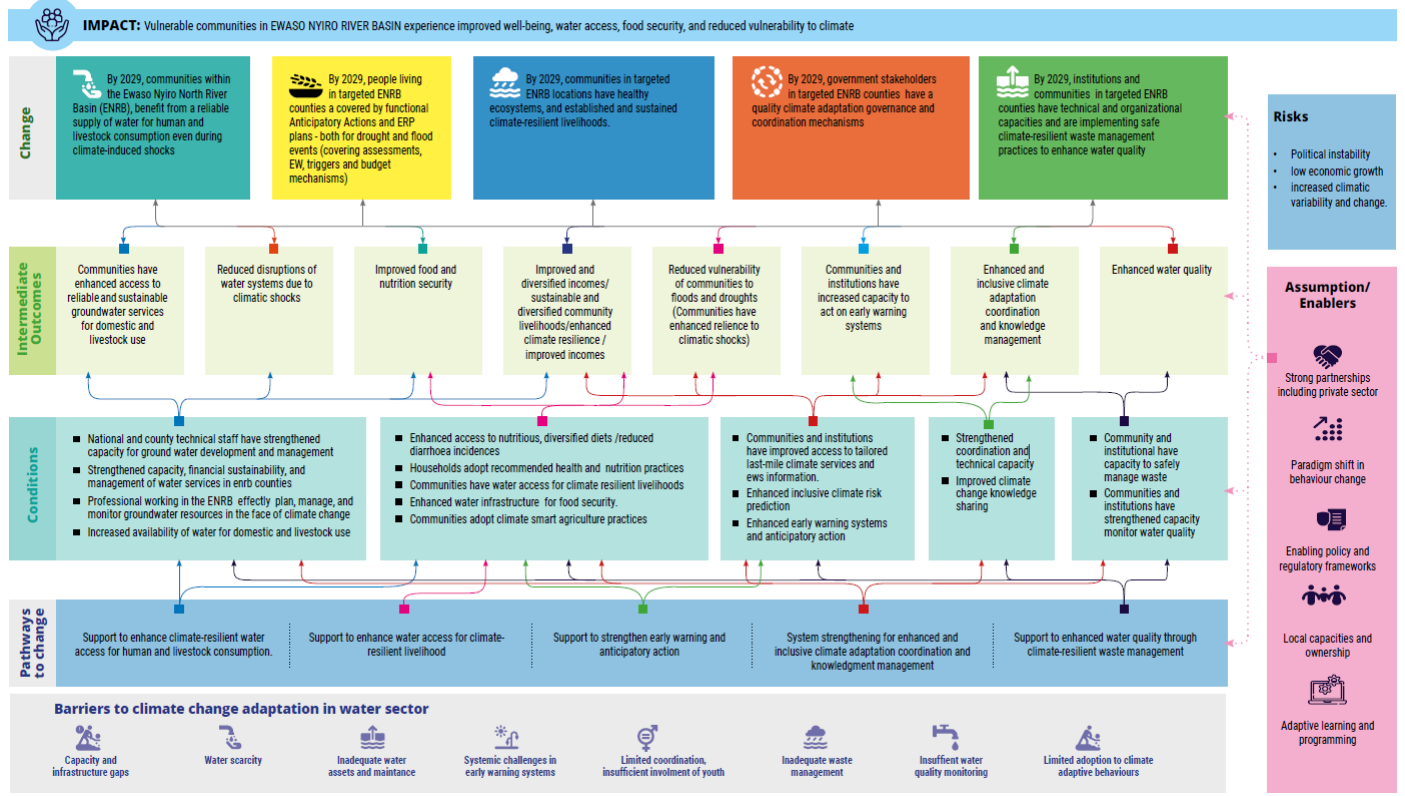 IMPACT: Vulnerable communities in EWASO NYIRO RIVER BASIN experience improved well-being, water access, food security, and reduced vulnerability to climate
Change
By 2029, communities within
the Ewaso Nyiro North River
Basin (ENRB), benefit from a reliable
supply of water for human and
livestock consumption even during
climate-induced shocks
By 2029, people living
in targeted ENRB
counties a covered by functional
Anticipatory Actions and ERP
plans - both for drought and flood
events (covering assessments,
EW, triggers and budget
mechanisms)
By 2029, communities in targeted
ENRB locations have healthy
ecosystems, and established and sustained
climate-resilient livelihoods.
By 2029, government stakeholders
in targeted ENRB counties have a
quality climate adaptation governance and
coordination mechanisms
By 2029, institutions and
communities in targeted ENRB
counties have technical and organizational
capacities and are implementing safe
climate-resilient waste management
practices to enhance water quality
Intermediate
Outcomes
Communities have
enhanced access to
reliable and sustainable
groundwater services
for domestic and
livestock use
Reduced disruptions of
water systems due to
climatic shocks
Improved food and
nutrition security
Improved and
diversified incomes/
sustainable and
diversified community
livelihoods/enhanced
climate resilience /
improved incomes
Reduced vulnerability
of communities to
floods and droughts
(Communities have
enhanced relience to
climatic shocks)
Communities and
institutions have
increased capacity to
act on early warning
systems
Enhanced and
inclusive climate
adaptation
coordination
and knowledge
management
Enhanced water quality
Conditions
National and county technical staff have strengthened
capacity for ground water development and management
Strengthened capacity, financial sustainability, and
management of water services in enrb counties
Professional working in the ENRB effectly plan, manage, and
monitor groundwater resources in the face of climate change
Increased availability of water for domestic and livestock use
Enhanced access to nutritious, diversified diets /reduced
diarrhoea incidences
Households adopt recommended health and nutrition practices
Communities have water access for climate resilient livelihoods
Enhanced water infrastructure for food security.
Communities adopt climate smart agriculture practices
Communities and institutions
have improved access to tailored
last-mile climate services and
ews information.
Enhanced inclusive climate risk
prediction
Enhanced early warning systems
and anticipatory action
Strengthened
coordination and
technical capacity
Improved climate
change knowledge
sharing
Community and
institutional have
capacity to safely
manage waste
Communities and
institutions have
strengthened capacity
monitor water quality
Pathways
to change
Support to enhance climate-resilient water
access for human and livestock consumption.
Support to enhance water access for climate-
resilient livelihood
Support to strengthen early warning and
anticipatory action
System strengthening for enhanced and
inclusive climate adaptation coordination and
knowledgment management
Support to enhanced water quality through
climate-resilient waste management
Barriers to climate change adaptation in water sector
Capacity and
infrastructure gaps
Water scarcity
Inadequate water
assets and maintance
Systemic challenges in
early warning systems
Limited coordination,
insufficient involment of youth
Inadequate waste
management
Insufficient water
quality monitoring
Limited adoption to climate
adaptive behaviours
Risks
• Political instability
• low economic growth
• increased climatic
variability and change.
Assumption/
Enablers
Strong partnerships
including private sector
Paradigm shift in
behaviour change
Enabling policy and
regulatory frameworks
Local capacities and
ownership
Adaptive learning and
programming